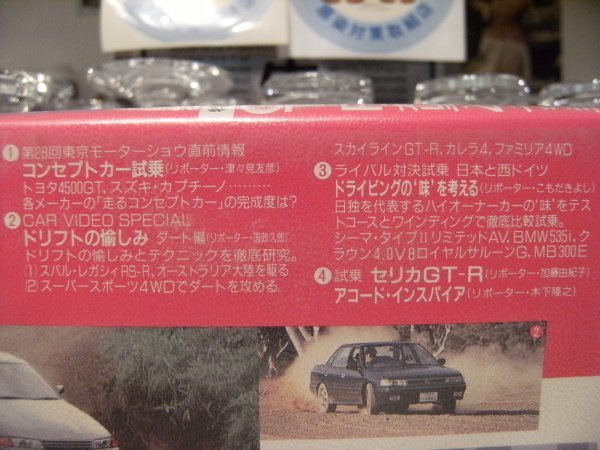 感染対策取組店
① 第28回東京モーターショウ直前情報
コンセプトカー試乗 (リポーター・津々見友彦)
トヨタ4500GT、スズキ・カプチーノ………
各メーカーの「走るコンセプトカー」の完成度は?
② CAR VIDEO SPECIAL
ドリフトの愉しみ ダート編 (リポーター・国政久郎)
ドリフトの愉しみとテクニックを徹底研究。
(1) スバル・レガシィ RS-R、オーストラリア大陸を駆る
(2) スーパースポーツ4WDでダートを攻める。
スカイラインGT-R、カレラ4、ファミリア4WD
③ ライバル対決試乗 日本と西ドイツ
ドライビングの“味”を考える (リポーター・こもだきよし)
日独を代表するハイオーナーカーの“味”をテ
ストコースとワインディングで徹底比較試乗。
シーマ・タイプIIリミテッドAV、BMW535i、ク
ラウン4.0V8ロイヤルサルーンG、MB300E
④ 試乗 セリカGT-R (リポーター・加藤由紀子)
アコード・インスパイア (リポーター・木下隆之)
②